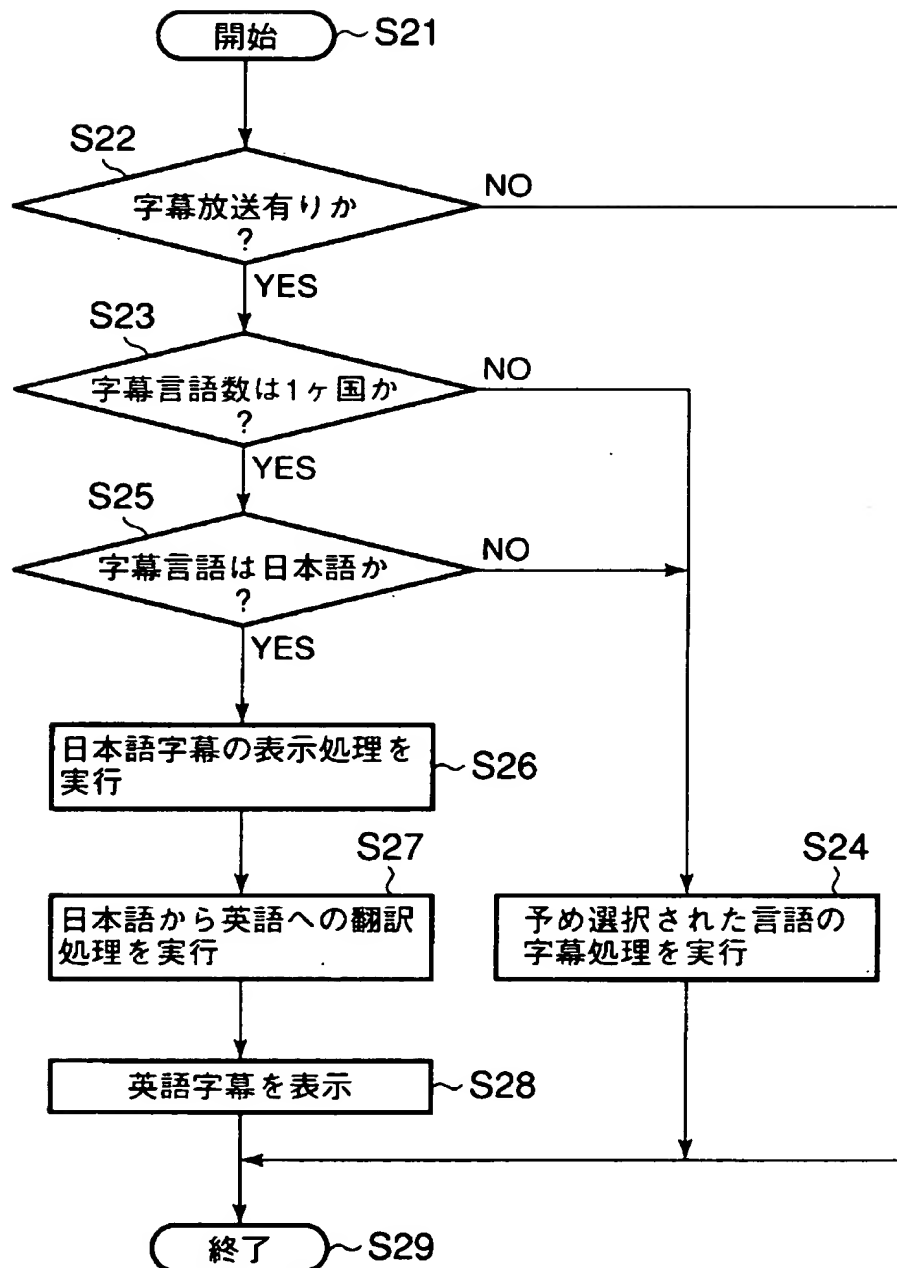 開始
S21
S22
字幕放送有りか
?
NO
YES
S23
字幕言語数は1ヶ国か
?
NO
YES
S25
字幕言語は日本語か
?
NO
YES
日本語字幕の表示処理を
実行
S26
S27
日本語から英語への翻訳
処理を実行
S24
予め選択された言語の
字幕処理を実行
英語字幕を表示
S28
終了
S29